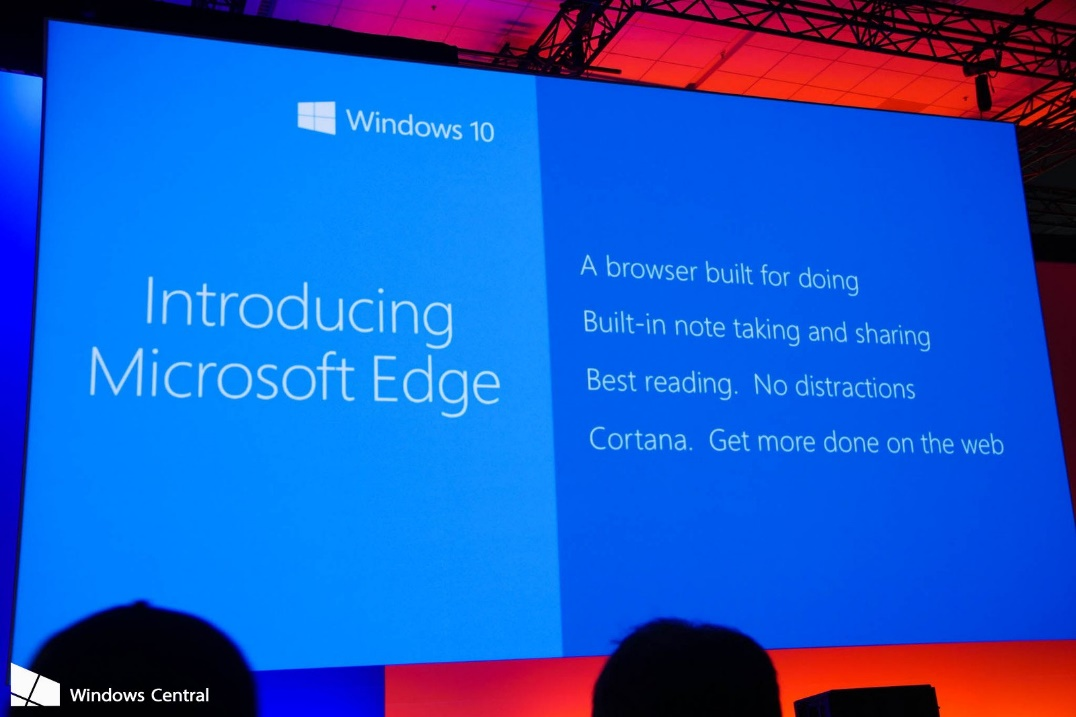 Windows 10
Introducing
Microsoft Edge
A browser built for doing
Built-in note taking and sharing
Best reading. No distractions
Cortana. Get more done on the web
Windows Central